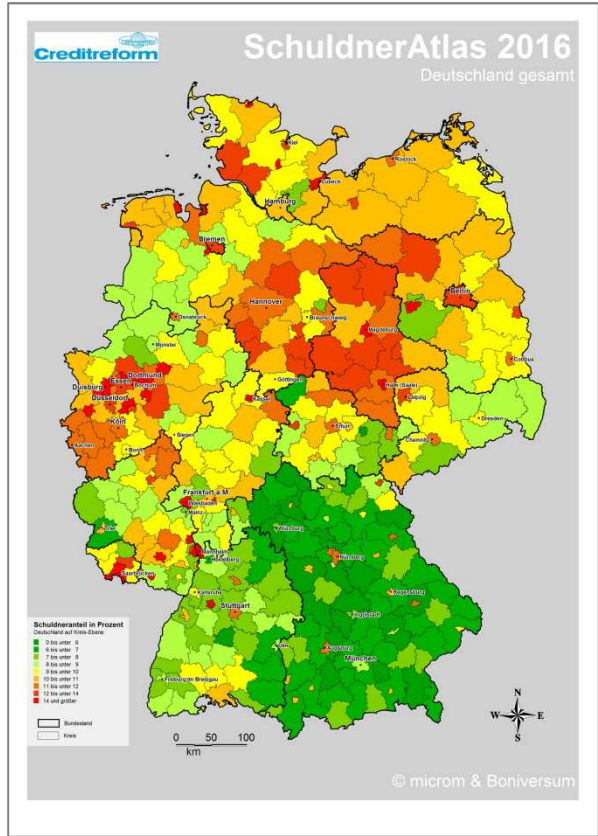 Creditreform
SchuldnerAtlas 2016
Deutschland gesamt
Kiel
Rostock
Lübeck
Hamburg
Bremen
Berlin
Hannover
Osnabrück
Braunschweig
Magdeburg
Münster
Cottbus
Dortmund
Duisburg
Essen
Bochum
Göttingen
Halle (Saale)
Düsseldorf
Kassel
Leipzig
Köln
Dresden
Erfurt
Aachen
Siegen
Chemnitz
Bonn
Frankfurt a.M
Wiesbaden
Mainz
Trier
Würzburg
Mannheim
Heidelberg
Nürnberg
Saarbrücken
Regensburg
Karlsruhe
Stuttgart
Ingolstadt
Ulm
Augsburg
München
Freiburg im Breisgau
Schuldneranteil in Prozent
Deutschland auf Kreis-Ebene
0 bis unter 6
6 bis unter 7
7 bis unter 8
8 bis unter 9
9 bis unter 10
10 bis unter 11
11 bis unter 12
12 bis unter 14
14 und größer
Bundesland
Kreis
0 50 100
km
N
W E
S
© microm & Boniversum